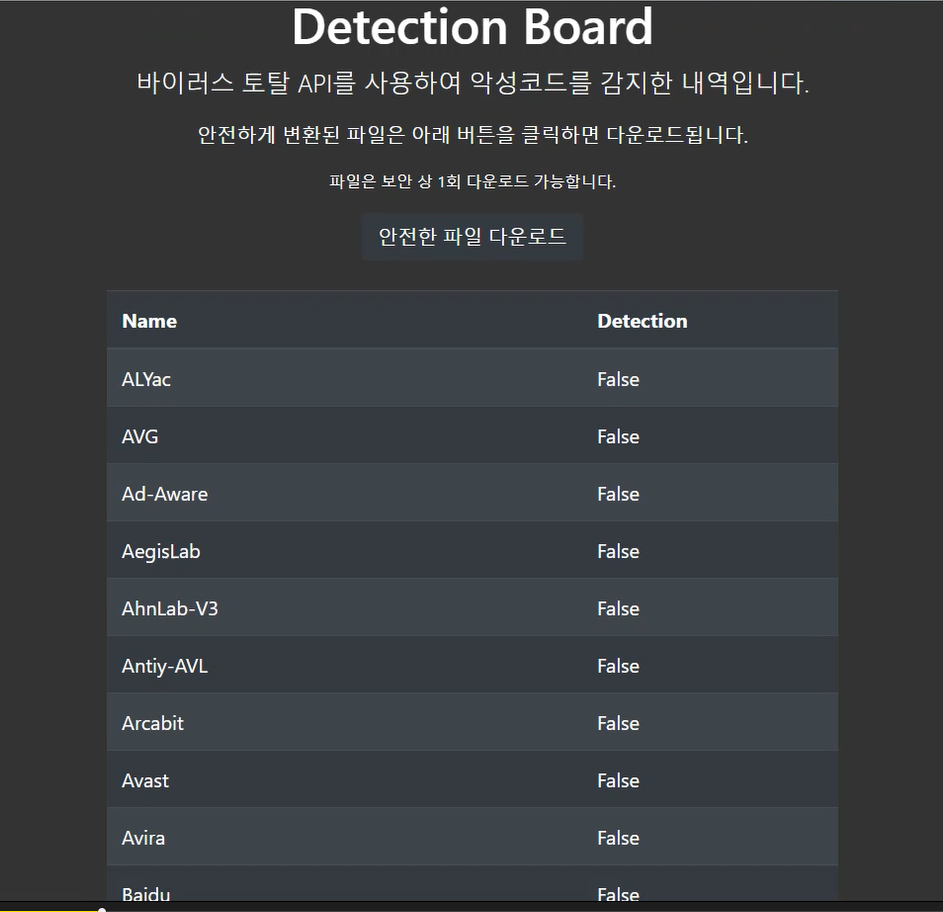 Detection Board
바이러스 토탈 API를 사용하여 악성코드를 감지한 내역입니다.
안전하게 변환된 파일은 아래 버튼을 클릭하면 다운로드됩니다.
파일은 보안 상 1회 다운로드 가능합니다.
안전한 파일 다운로드
Name Detection
ALYac False
AVG False
Ad-Aware False
AegisLab False
AhnLab-V3 False
Antiy-AVL False
Arcabit False
Avast False
Avira False
Baidu False